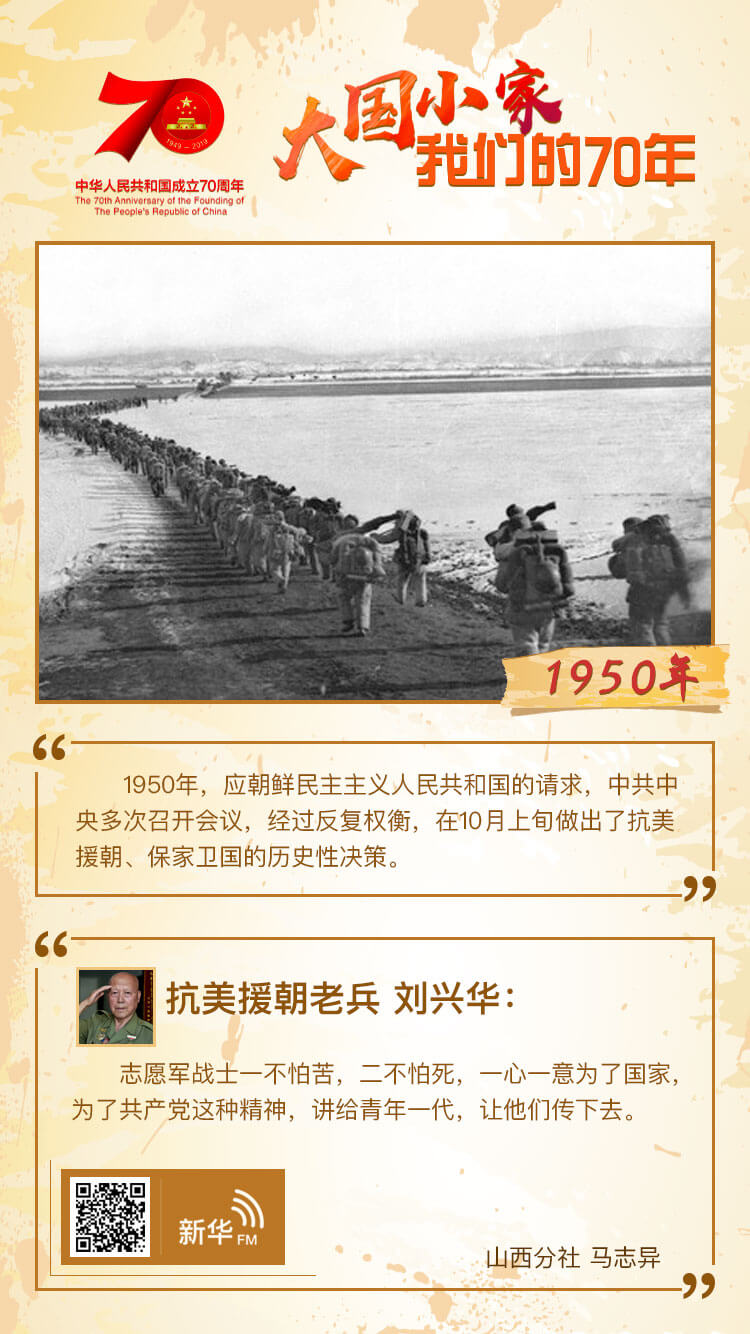 1949－2019
中华人民共和国成立70周年
The 70th Anniversary of the Founding of
The People's Republic of China
大国小家
我们的70年
1950年
1950年，应朝鲜民主主义人民共和国的请求，中共中
央多次召开会议，经过反复权衡，在10月上旬做出了抗美
援朝、保家卫国的历史性决策。
抗美援朝老兵 刘兴华：
志愿军战士一不怕苦，二不怕死，一心一意为了国家，
为了共产党这种精神，讲给青年一代，让他们传下去。
新华FM
山西分社 马志异